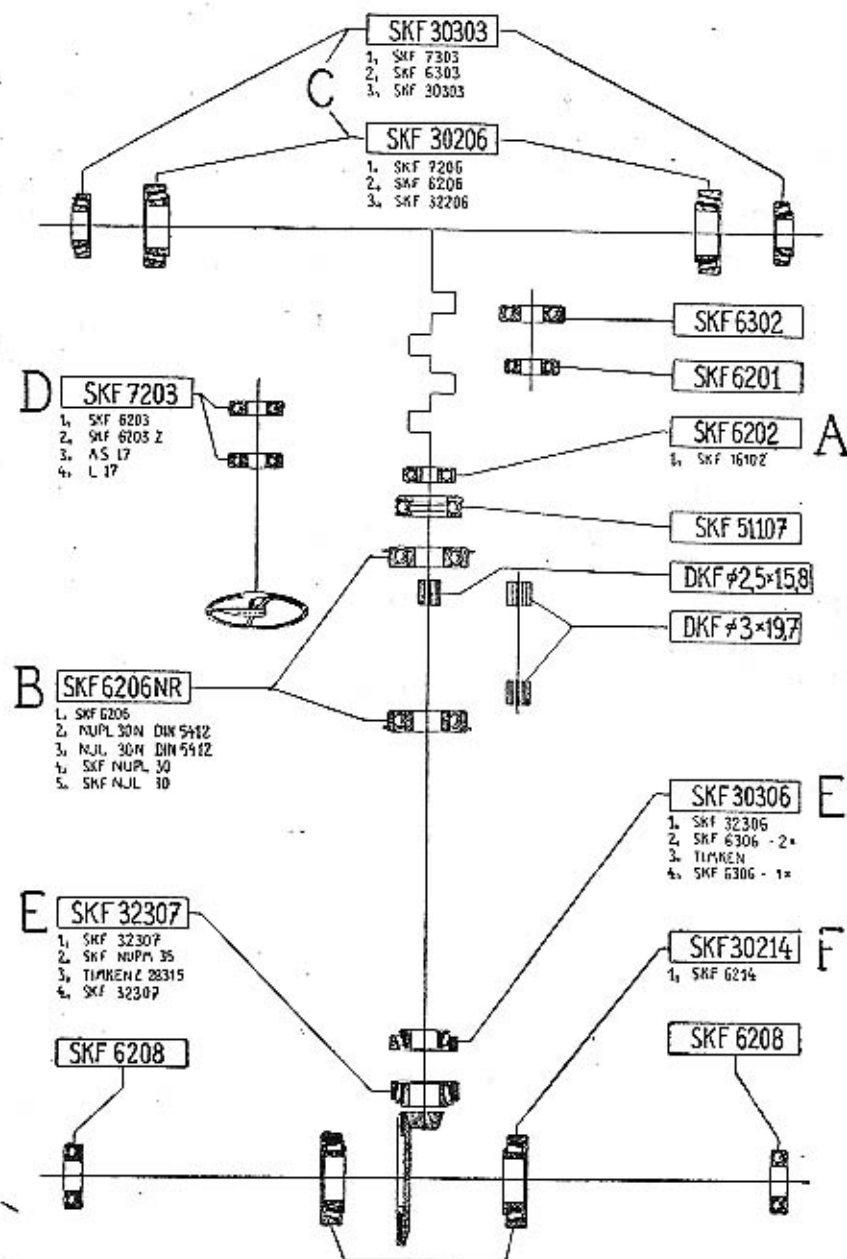 SKF 30303
1, SKF 7303
2, SKF 6303
3, SKF 30303
C
SKF 30206
1. SKF 7206
2, SKF 6206
3, SKF 32206
SKF 6302
SKF 6201
D
SKF 7203
1, SKF 6203
2, SKF 6203 Z
3, AS 17
4, L 17
SKF 6202
A
1, SKF 16102
SKF 51107
DKF ⌀2,5×15,8
DKF ⌀3×19,7
B
SKF 6206NR
1. SKF 6206
2, NUPL 30N DIN 5412
3, NJL 30N DIN 5412
4, SKF NUPL 30
5. SKF NJL 30
SKF 30306
E
1. SKF 32306
2, SKF 6306 - 2×
3. TIMKEN
4, SKF 6306 - 1×
E
SKF 32307
1, SKF 32307
2. SKF NUPM 35
3, TIMKEN 28315
4, SKF 32307
SKF 30214
F
1, SKF 6214
SKF 6208
SKF 6208